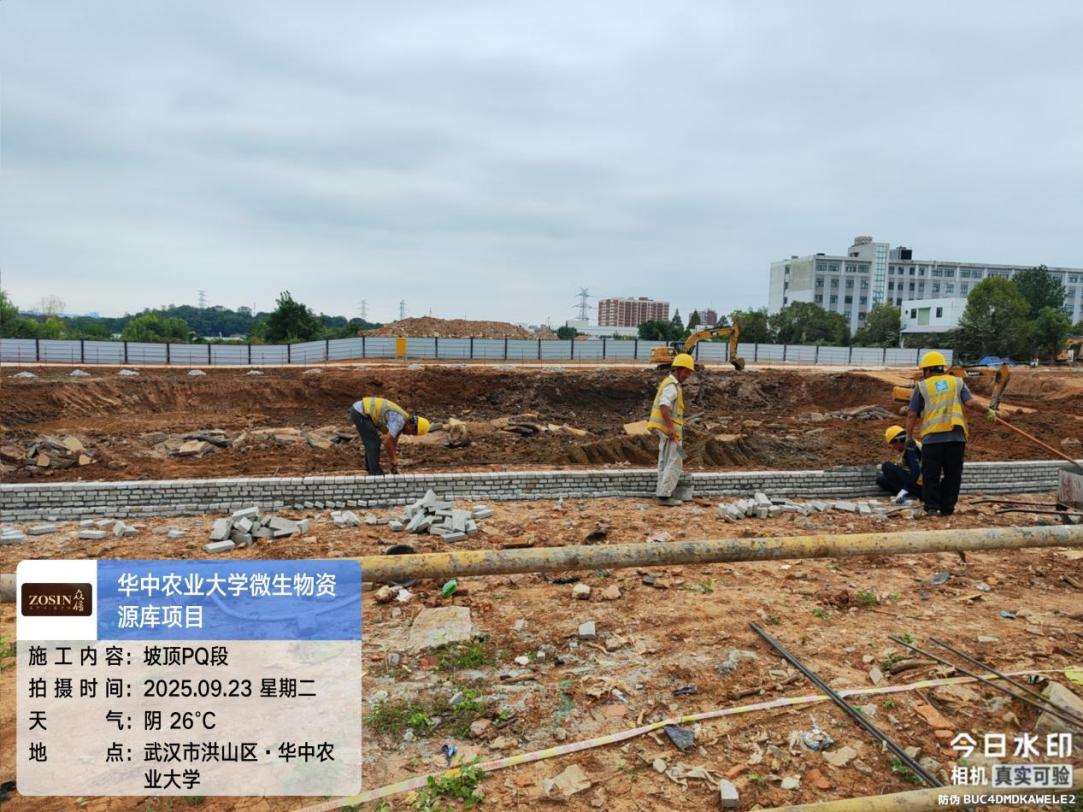 ZOSIN 众信
华中农业大学微生物资
源库项目
施工内容：坡顶PQ段
拍摄时间：2025.09.23 星期二
天气：阴 26℃
地点：武汉市洪山区·华中农
业大学
今日水印
相机 真实可验
防伪 BUC4DMDKAWELE2